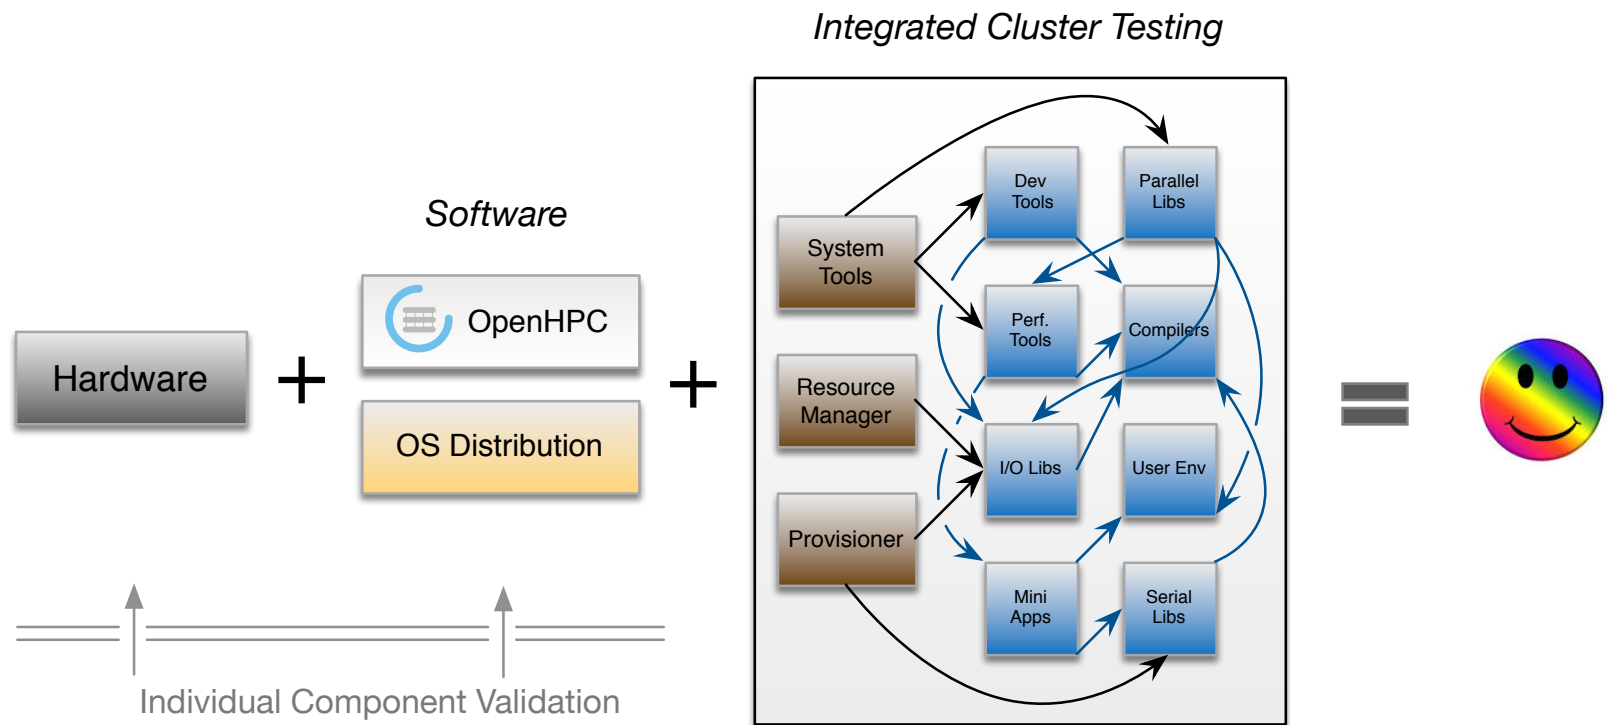 Integrated Cluster Testing
Software
Hardware
OpenHPC
OS Distribution
System
Tools
Resource
Manager
Provisioner
Dev
Tools
Parallel
Libs
Perf.
Tools
Compilers
I/O Libs
User Env
Mini
Apps
Serial
Libs
Individual Component Validation